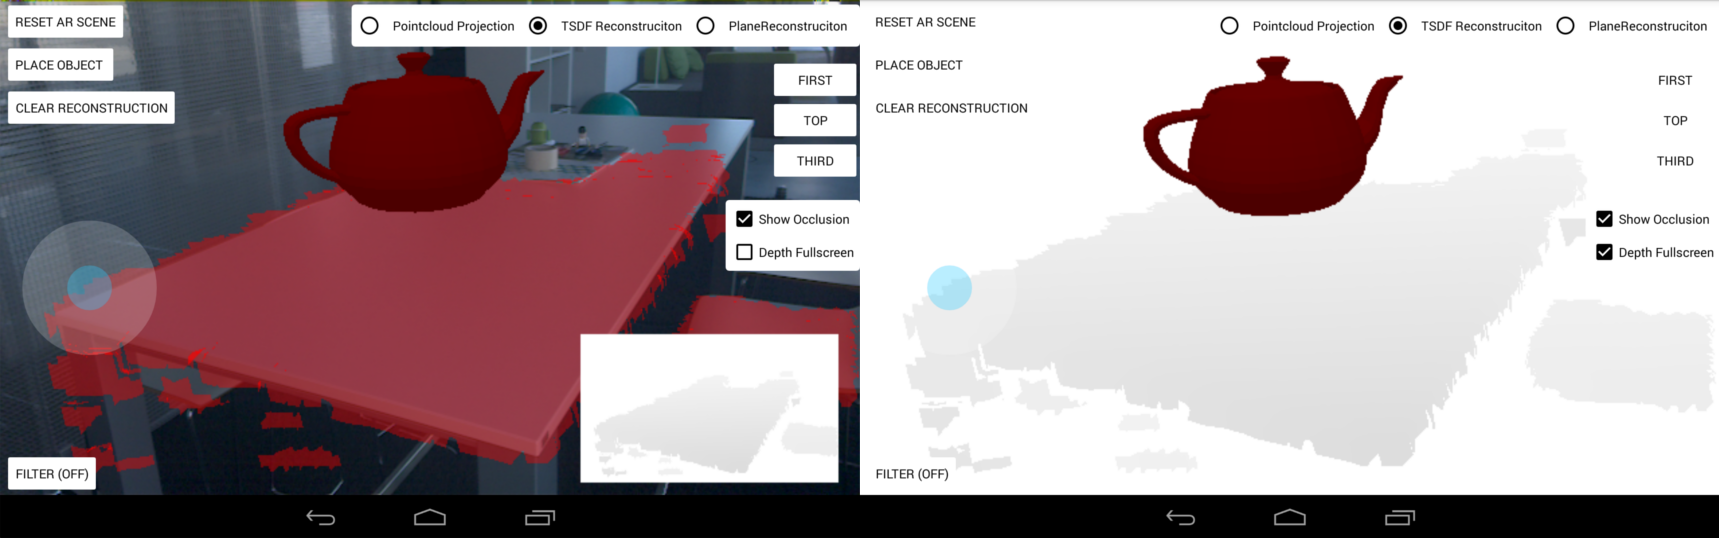 RESET AR SCENE
Pointcloud Projection
TSDF Reconstruciton
PlaneReconstruciton
PLACE OBJECT
FIRST
CLEAR RECONSTRUCTION
TOP
THIRD
Show Occlusion
Depth Fullscreen
FILTER (OFF)
RESET AR SCENE
Pointcloud Projection
TSDF Reconstruciton
PlaneReconstruciton
PLACE OBJECT
FIRST
CLEAR RECONSTRUCTION
TOP
THIRD
Show Occlusion
Depth Fullscreen
FILTER (OFF)